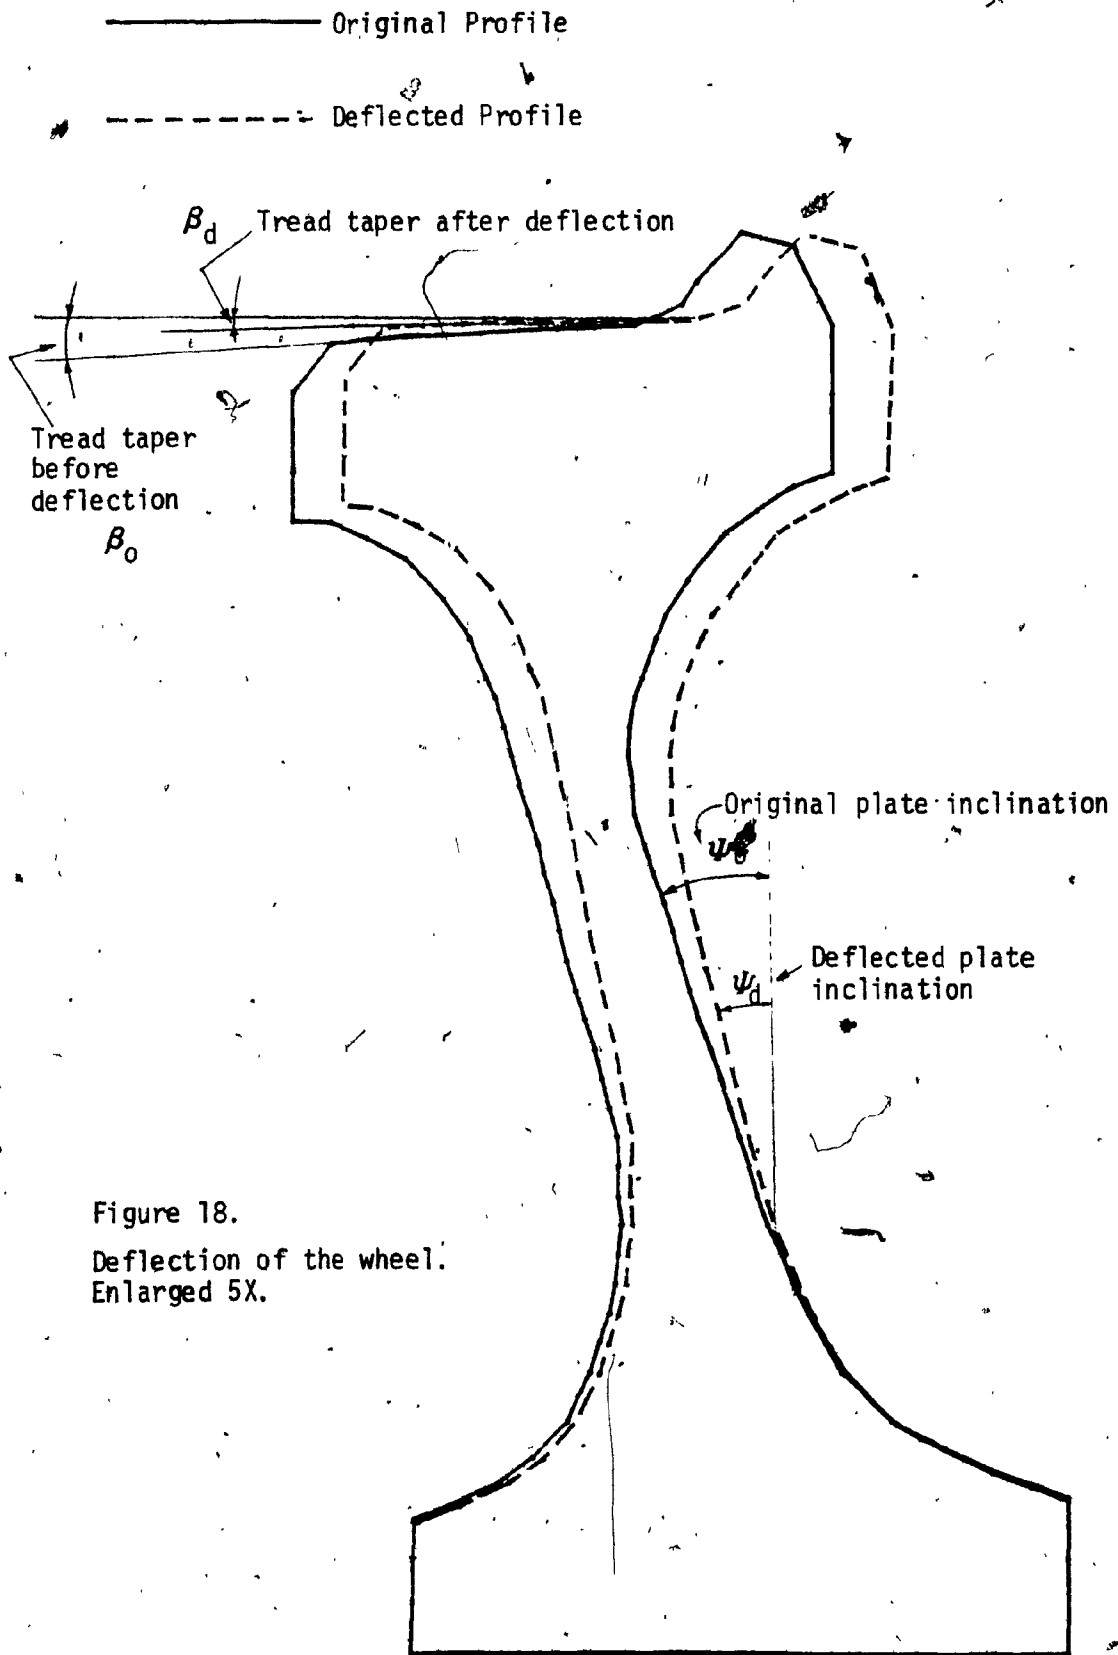 Original Profile
Deflected Profile
β_d Tread taper after deflection
Tread taper
before
deflection
β_o
Original plate inclination
Ψ
Deflected plate
inclination
Ψ_d
Figure 18.
Deflection of the wheel.
Enlarged 5X.